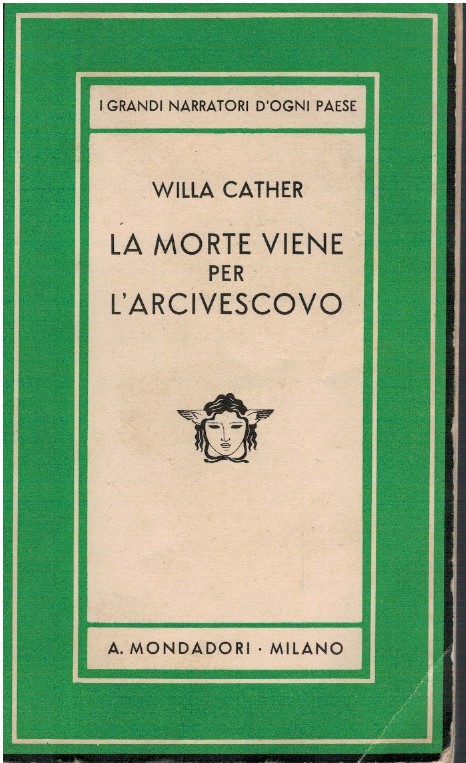 I GRANDI NARRATORI D'OGNI PAESE
WILLA CATHER
LA MORTE VIENE
PER
L'ARCIVESCOVO
A. MONDADORI · MILANO